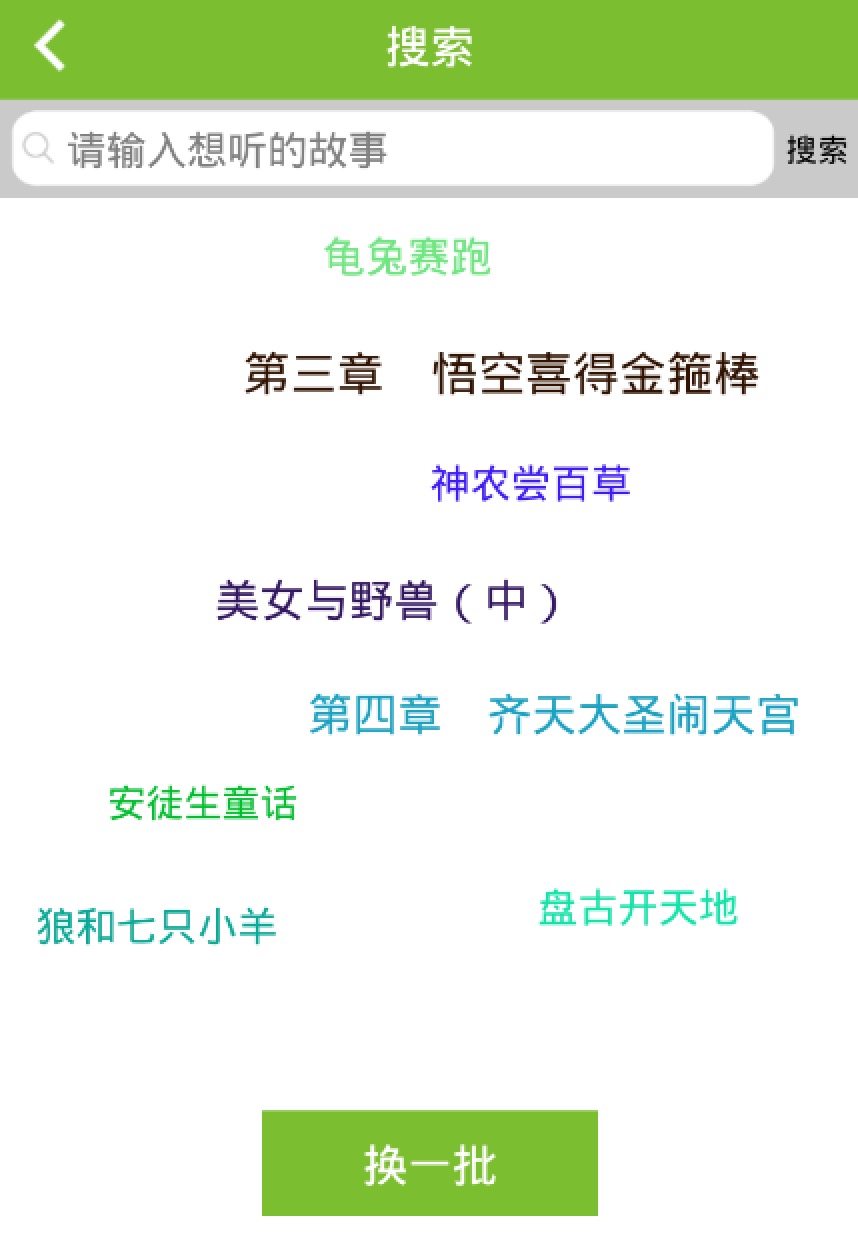 搜索
请输入想听的故事 搜索
龟兔赛跑
第三章　悟空喜得金箍棒
神农尝百草
美女与野兽（中）
第四章　齐天大圣闹天宫
安徒生童话
盘古开天地
狼和七只小羊
换一批